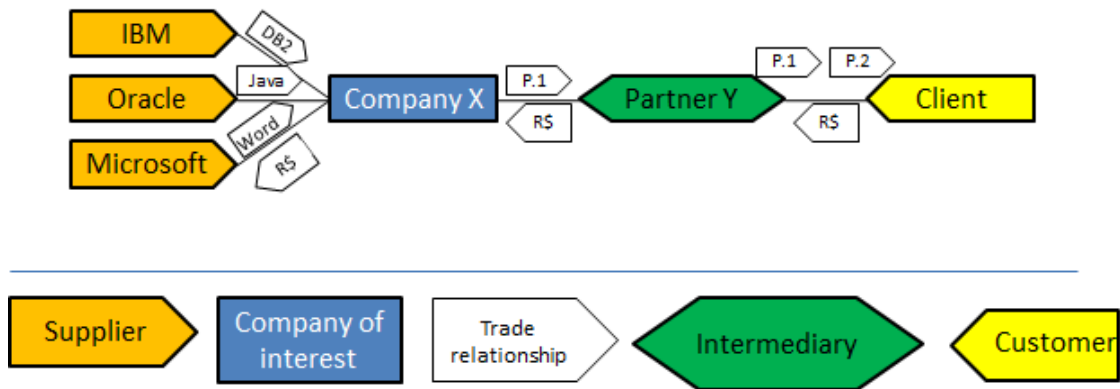 IBM
DB2
Java
Oracle
Word
Microsoft
R$
Company X
P.1
R$
Partner Y
P.1
P.2
R$
Client
Supplier
Company of
interest
Trade
relationship
Intermediary
Customer